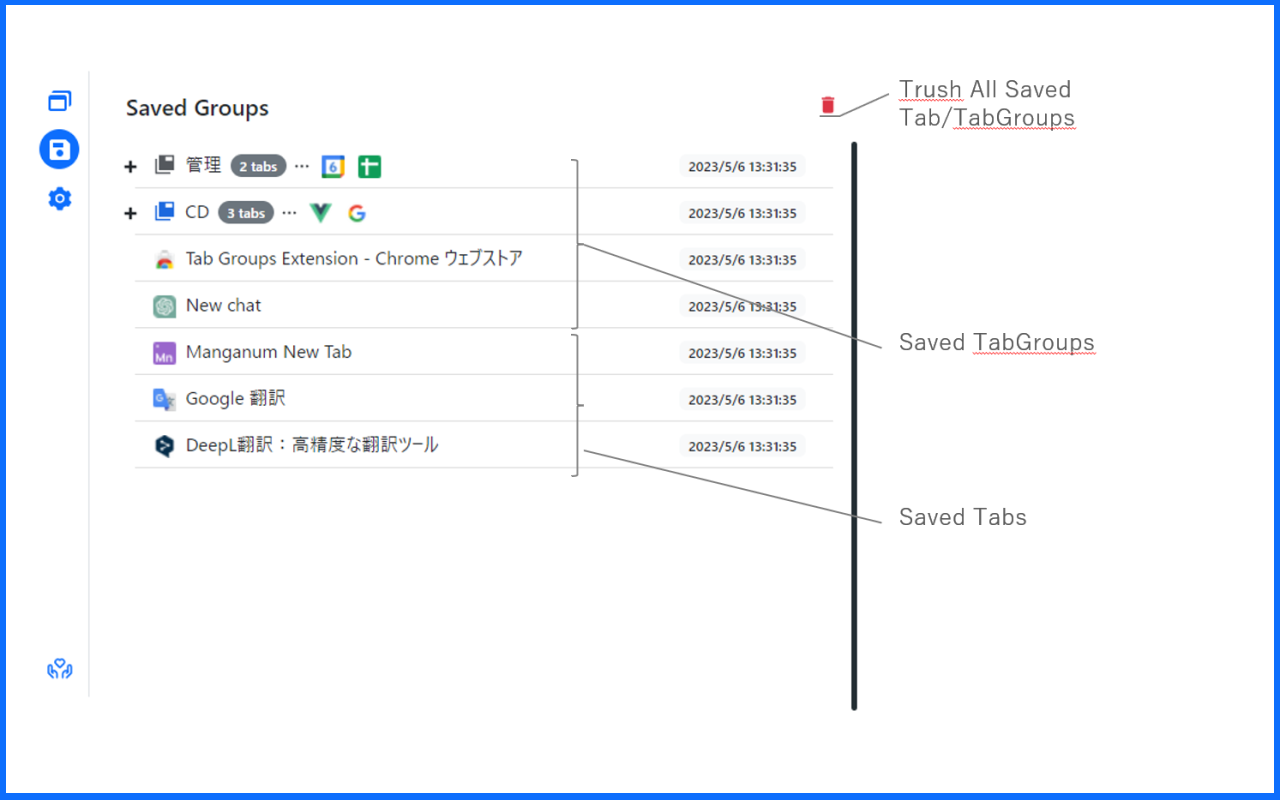 Saved Groups
Trush All Saved
Tab/TabGroups
管理 2 tabs ... 6 2023/5/6 13:31:35
CD 3 tabs ... G 2023/5/6 13:31:35
Tab Groups Extension - Chrome ウェブストア 2023/5/6 13:31:35
New chat 2023/5/6 13:31:35
Saved TabGroups
Mn Manganum New Tab 2023/5/6 13:31:35
G Google 翻訳 2023/5/6 13:31:35
DeepL翻訳：高精度な翻訳ツール 2023/5/6 13:31:35
Saved Tabs